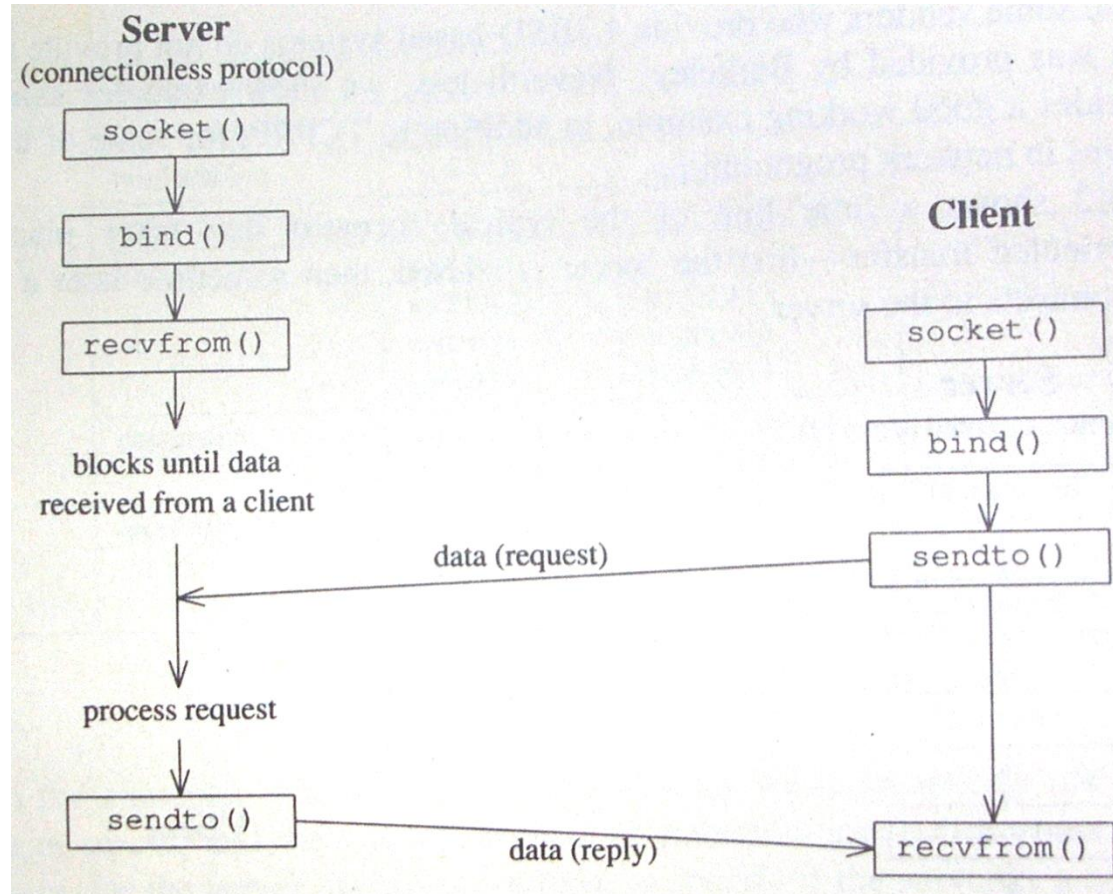 Server
(connectionless protocol)
socket()
bind()
recvfrom()
blocks until data
received from a client
process request
sendto()
Client
socket()
bind()
sendto()
recvfrom()
data (request)
data (reply)